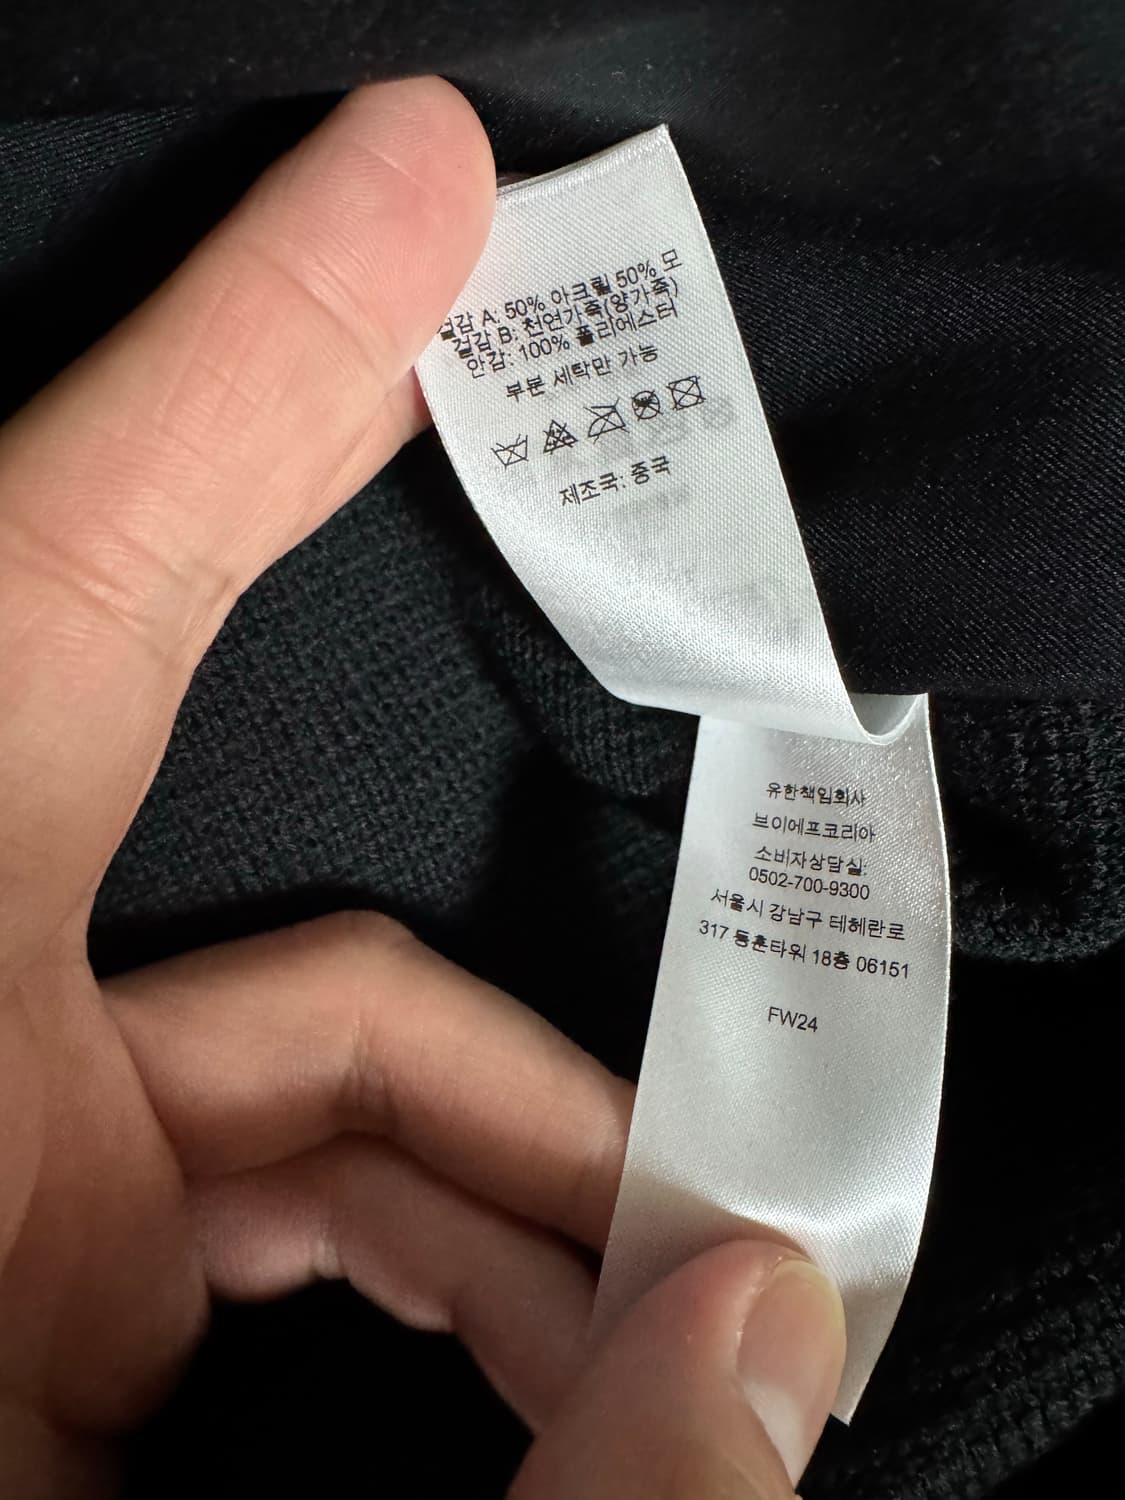 겉감 A: 50% 아크릴 50% 모
겉감 B: 천연가죽(양가죽)
안감: 100% 폴리에스터
부분 세탁만 가능
제조국: 중국
유한책임회사
브이에프코리아
소비자상담실:
0502-700-9300
서울시 강남구 테헤란로
317 동훈타워 18층 06151
FW24